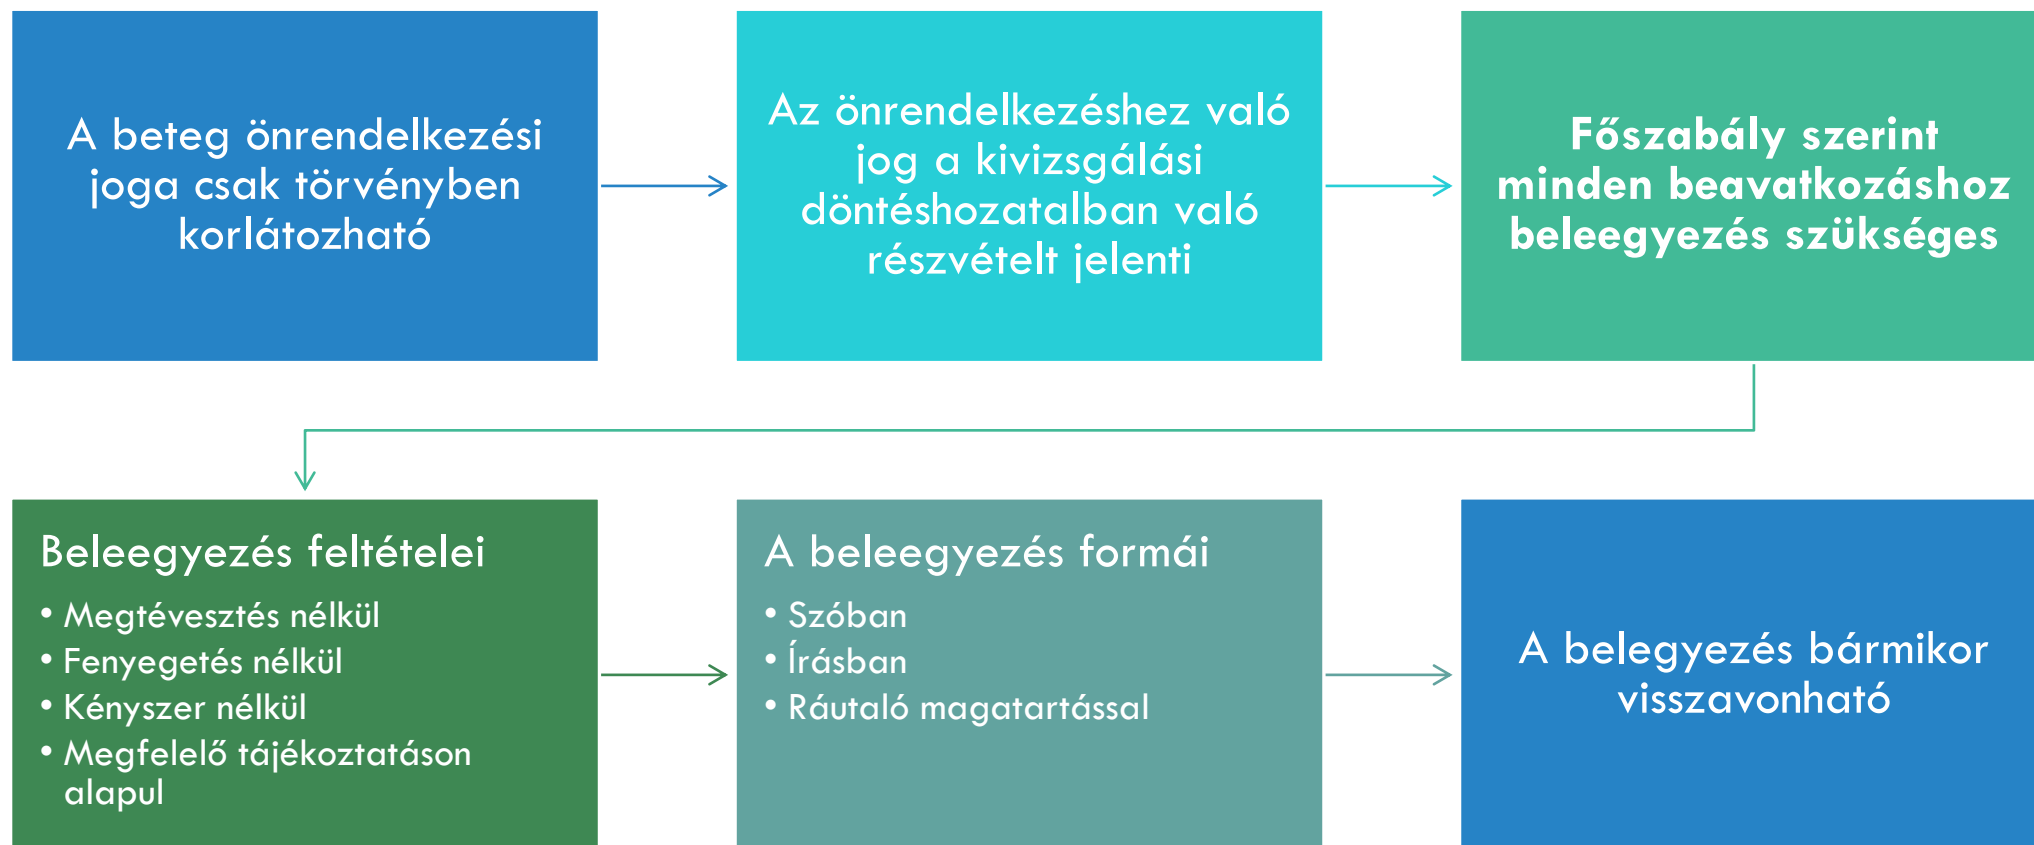 A beteg önrendelkezési
joga csak törvényben
korlátozható
Az önrendelkezéshez való
jog a kivizsgálási
döntéshozatalban való
részvételt jelenti
Főszabály szerint
minden beavatkozáshoz
beleegyezés szükséges
Beleegyezés feltételei
• Megtévesztés nélkül
• Fenyegetés nélkül
• Kényszer nélkül
• Megfelelő tájékoztatáson
alapul
A beleegyezés formái
• Szóban
• Írásban
• Ráutaló magatartással
A belegyezés bármikor
visszavonható